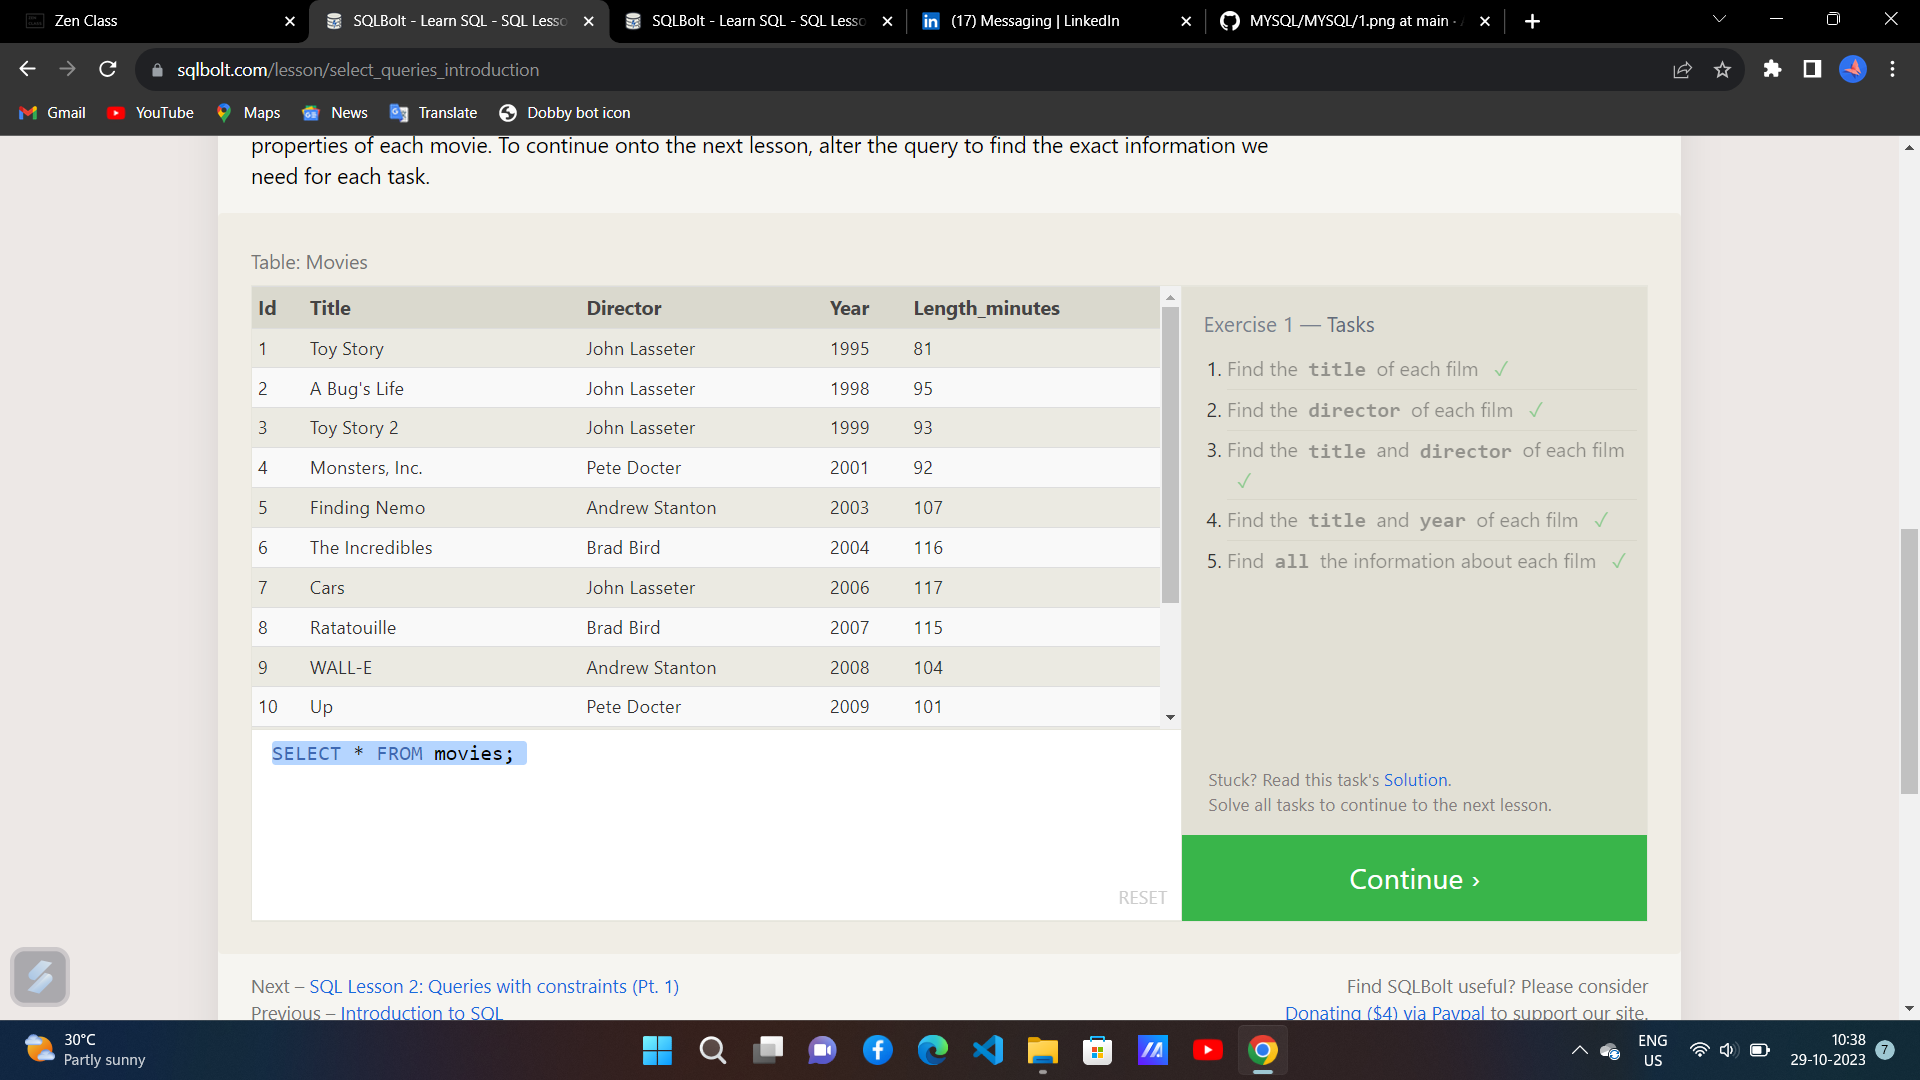 Zen Class
SQLBolt - Learn SQL - SQL Lesso
SQLBolt - Learn SQL - SQL Lesso
(17) Messaging | LinkedIn
MYSQL/MYSQL/1.png at main ·
sqlbolt.com/lesson/select_queries_introduction
Gmail YouTube Maps News Translate Dobby bot icon
properties of each movie. To continue onto the next lesson, alter the query to find the exact information we
need for each task.
Table: Movies
Id Title Director Year Length_minutes
1 Toy Story John Lasseter 1995 81
2 A Bug's Life John Lasseter 1998 95
3 Toy Story 2 John Lasseter 1999 93
4 Monsters, Inc. Pete Docter 2001 92
5 Finding Nemo Andrew Stanton 2003 107
6 The Incredibles Brad Bird 2004 116
7 Cars John Lasseter 2006 117
8 Ratatouille Brad Bird 2007 115
9 WALL-E Andrew Stanton 2008 104
10 Up Pete Docter 2009 101
SELECT * FROM movies;
RESET
Exercise 1 — Tasks
1. Find the title of each film ✓
2. Find the director of each film ✓
3. Find the title and director of each film
✓
4. Find the title and year of each film ✓
5. Find all the information about each film ✓
Stuck? Read this task's Solution.
Solve all tasks to continue to the next lesson.
Continue ›
Next – SQL Lesson 2: Queries with constraints (Pt. 1)
Previous – Introduction to SQL
Find SQLBolt useful? Please consider
Donating ($4) via Paypal to support our site.
30°C
Partly sunny
ENG
US
10:38
29-10-2023
7